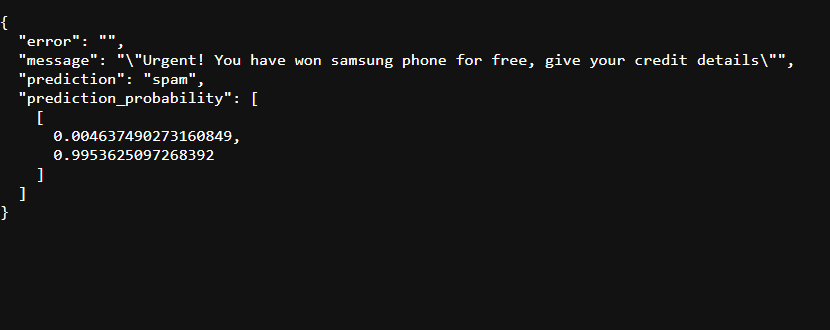 {
  "error": "",
  "message": "\"Urgent! You have won samsung phone for free, give your credit details\"",
  "prediction": "spam",
  "prediction_probability": [
    [
      0.004637490273160849,
      0.9953625097268392
    ]
  ]
}